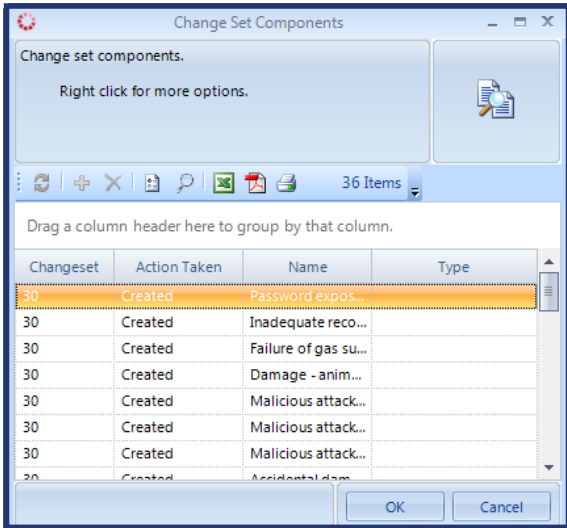 Change Set Components
Change set components.
Right click for more options.
36 Items
Drag a column header here to group by that column.
Changeset Action Taken Name Type
30 Created Password expos...
30 Created Inadequate reco...
30 Created Failure of gas su...
30 Created Damage - anim...
30 Created Malicious attack...
30 Created Malicious attack...
30 Created Malicious attack...
30 Created Accidental dam...
OK Cancel